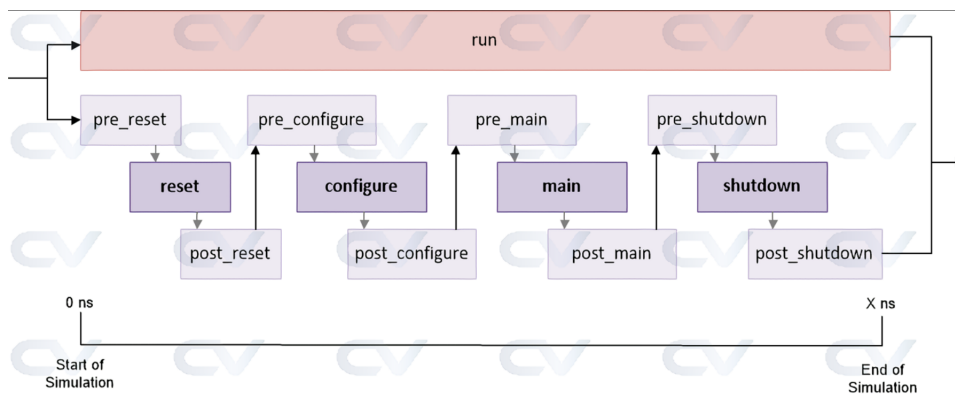 run
pre_reset
pre_configure
pre_main
pre_shutdown
reset
configure
main
shutdown
post_reset
post_configure
post_main
post_shutdown
0 ns
X ns
Start of
Simulation
End of
Simulation